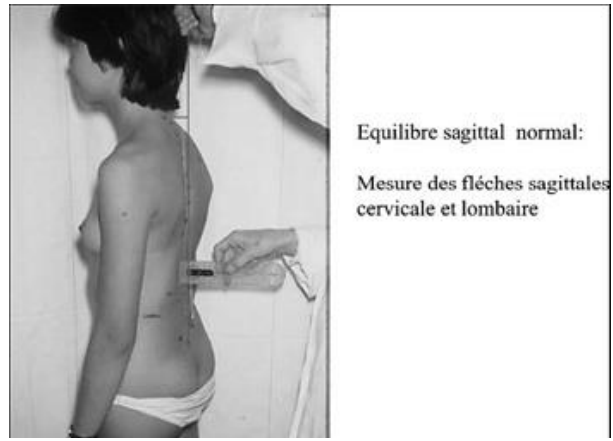 Equilibre sagittal normal:
Mesure des fléches sagittales
cervicale et lombaire